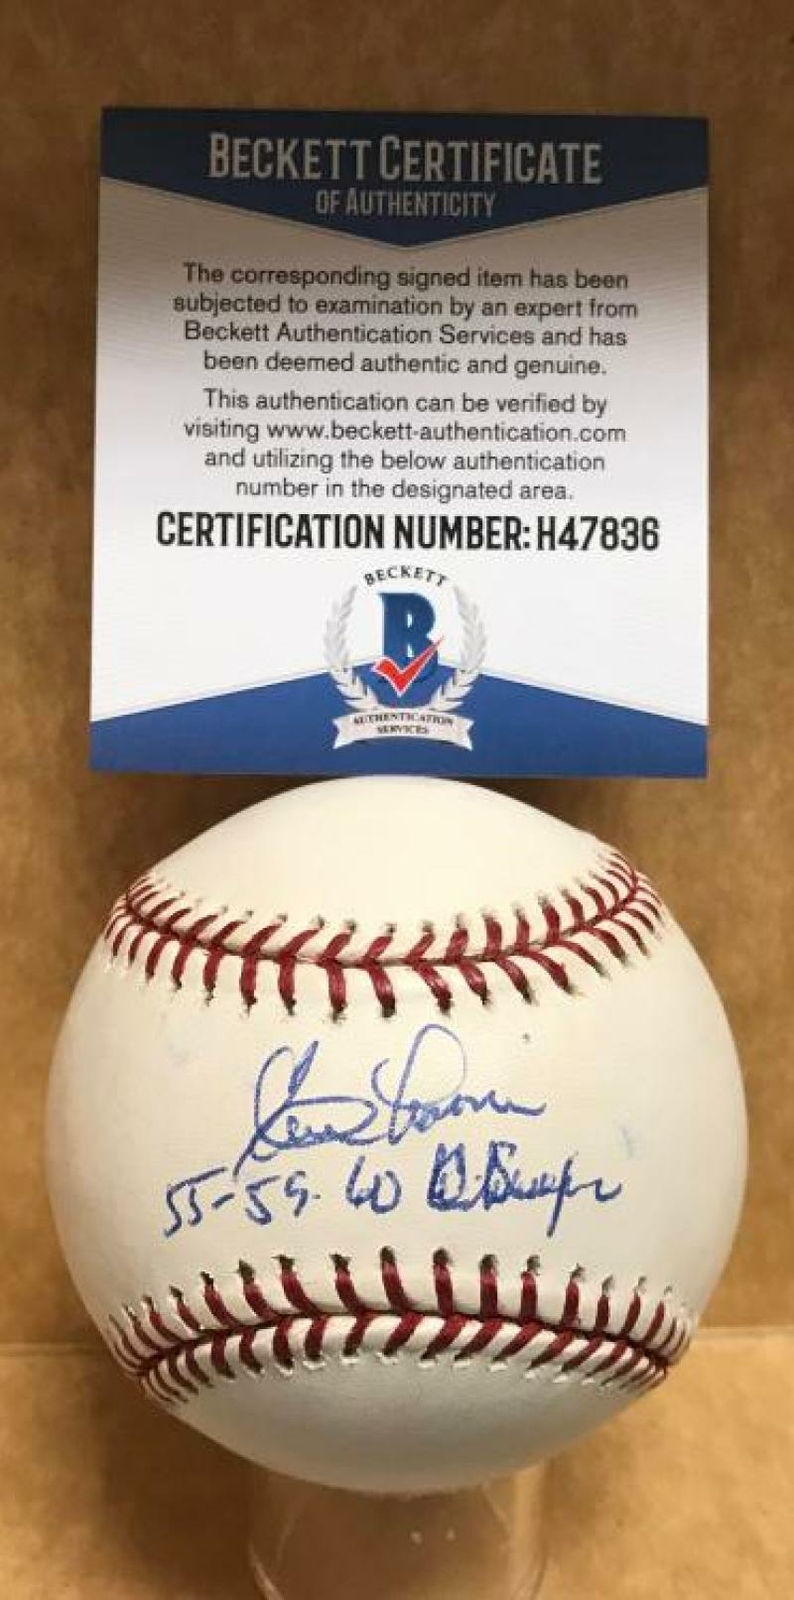 BECKETT CERTIFICATE
OF AUTHENTICITY
The corresponding signed item has been
subjected to examination by an expert from
Beckett Authentication Services and has
been deemed authentic and genuine.
This authentication can be verified by
visiting www.beckett-authentication.com
and utilizing the below authentication
number in the designated area.
CERTIFICATION NUMBER: H47836
BECKETT
B
AUTHENTICATION
SERVICES
55-59-60